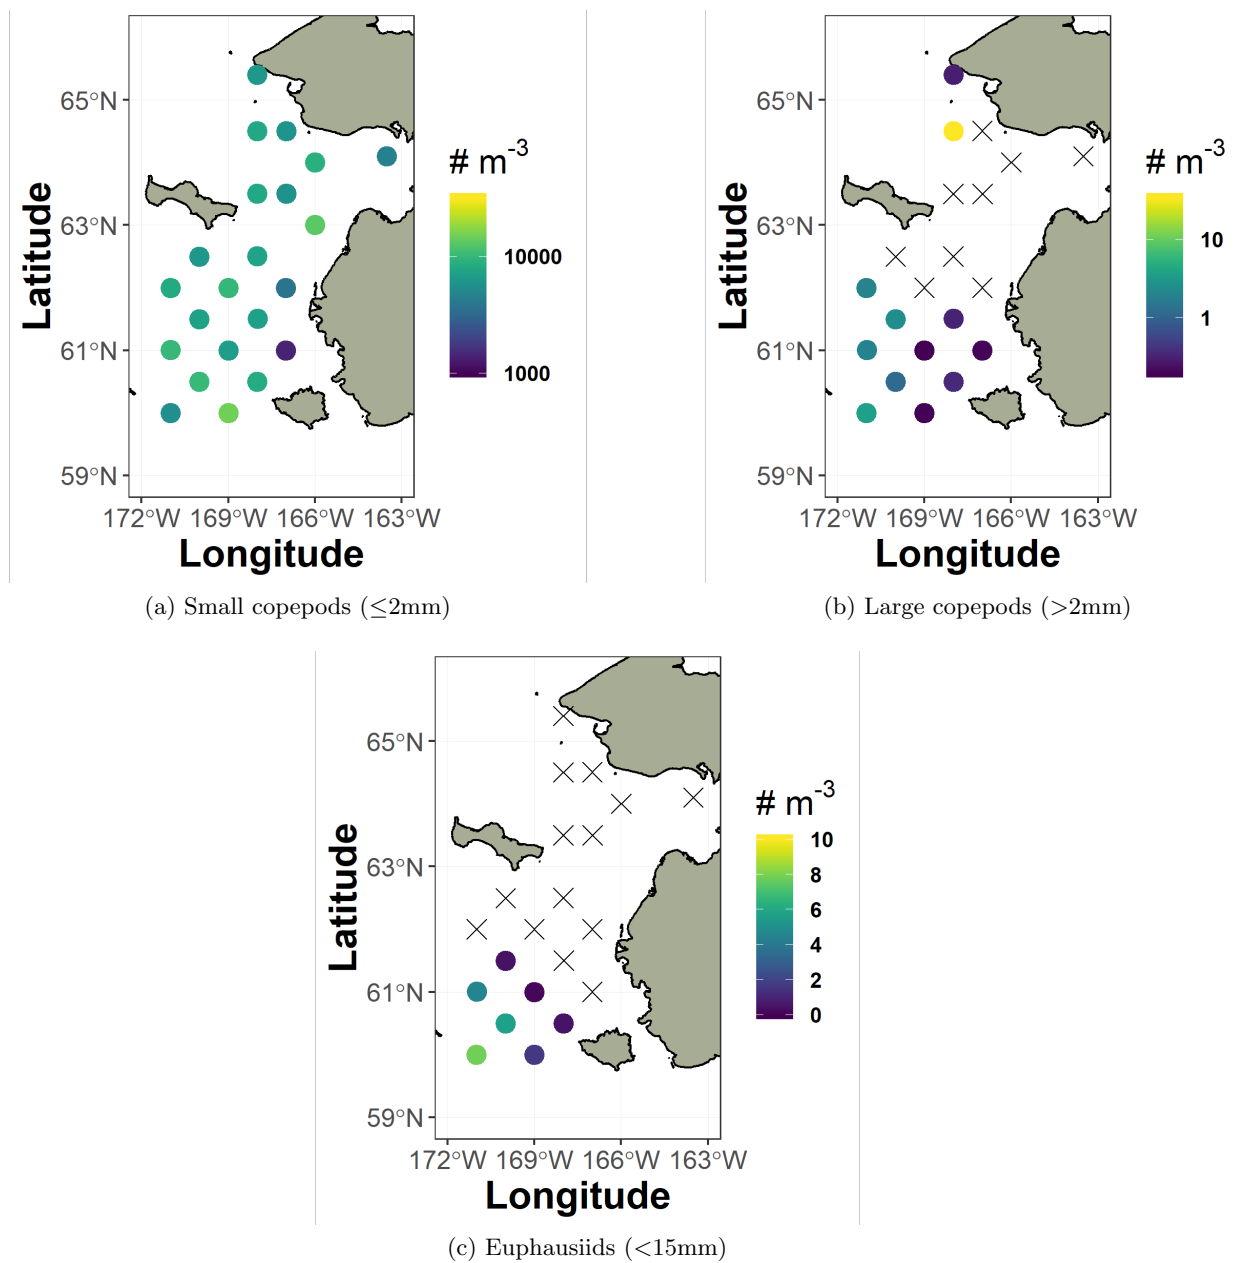 65°N
63°N
61°N
59°N
172°W 169°W 166°W 163°W
Latitude
Longitude
# m⁻³
10000
1000
(a) Small copepods (≤2mm)
65°N
63°N
61°N
59°N
172°W 169°W 166°W 163°W
Latitude
Longitude
# m⁻³
10
1
(b) Large copepods (>2mm)
65°N
63°N
61°N
59°N
172°W 169°W 166°W 163°W
Latitude
Longitude
# m⁻³
10
8
6
4
2
0
(c) Euphausiids (<15mm)